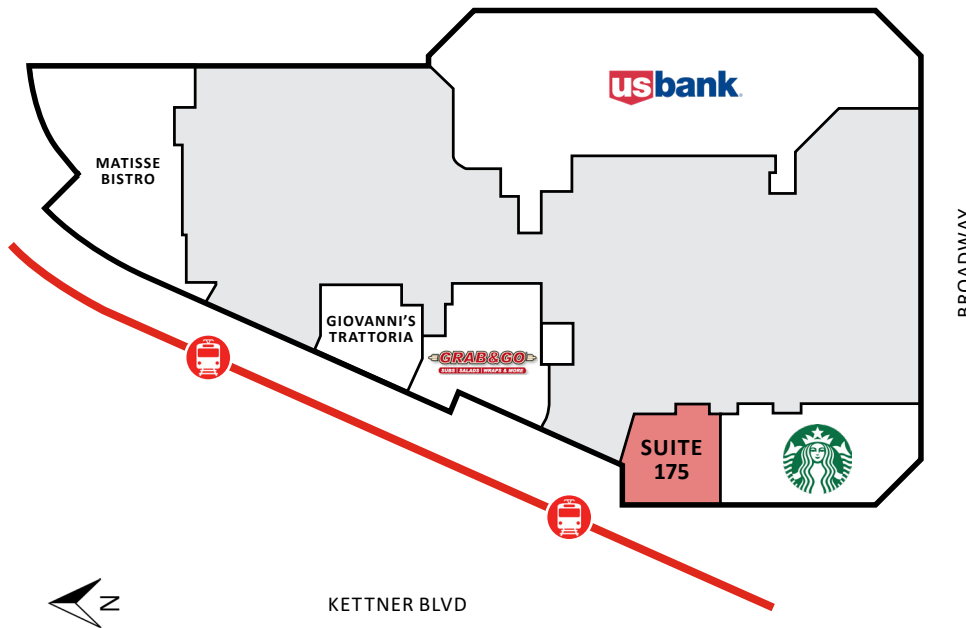 usbank
MATISSE
BISTRO
BROADWAY
GIOVANNI'S
TRATTORIA
GRAB&GO
SUBS | SALADS | WRAPS & MORE
SUITE
175
N
KETTNER BLVD